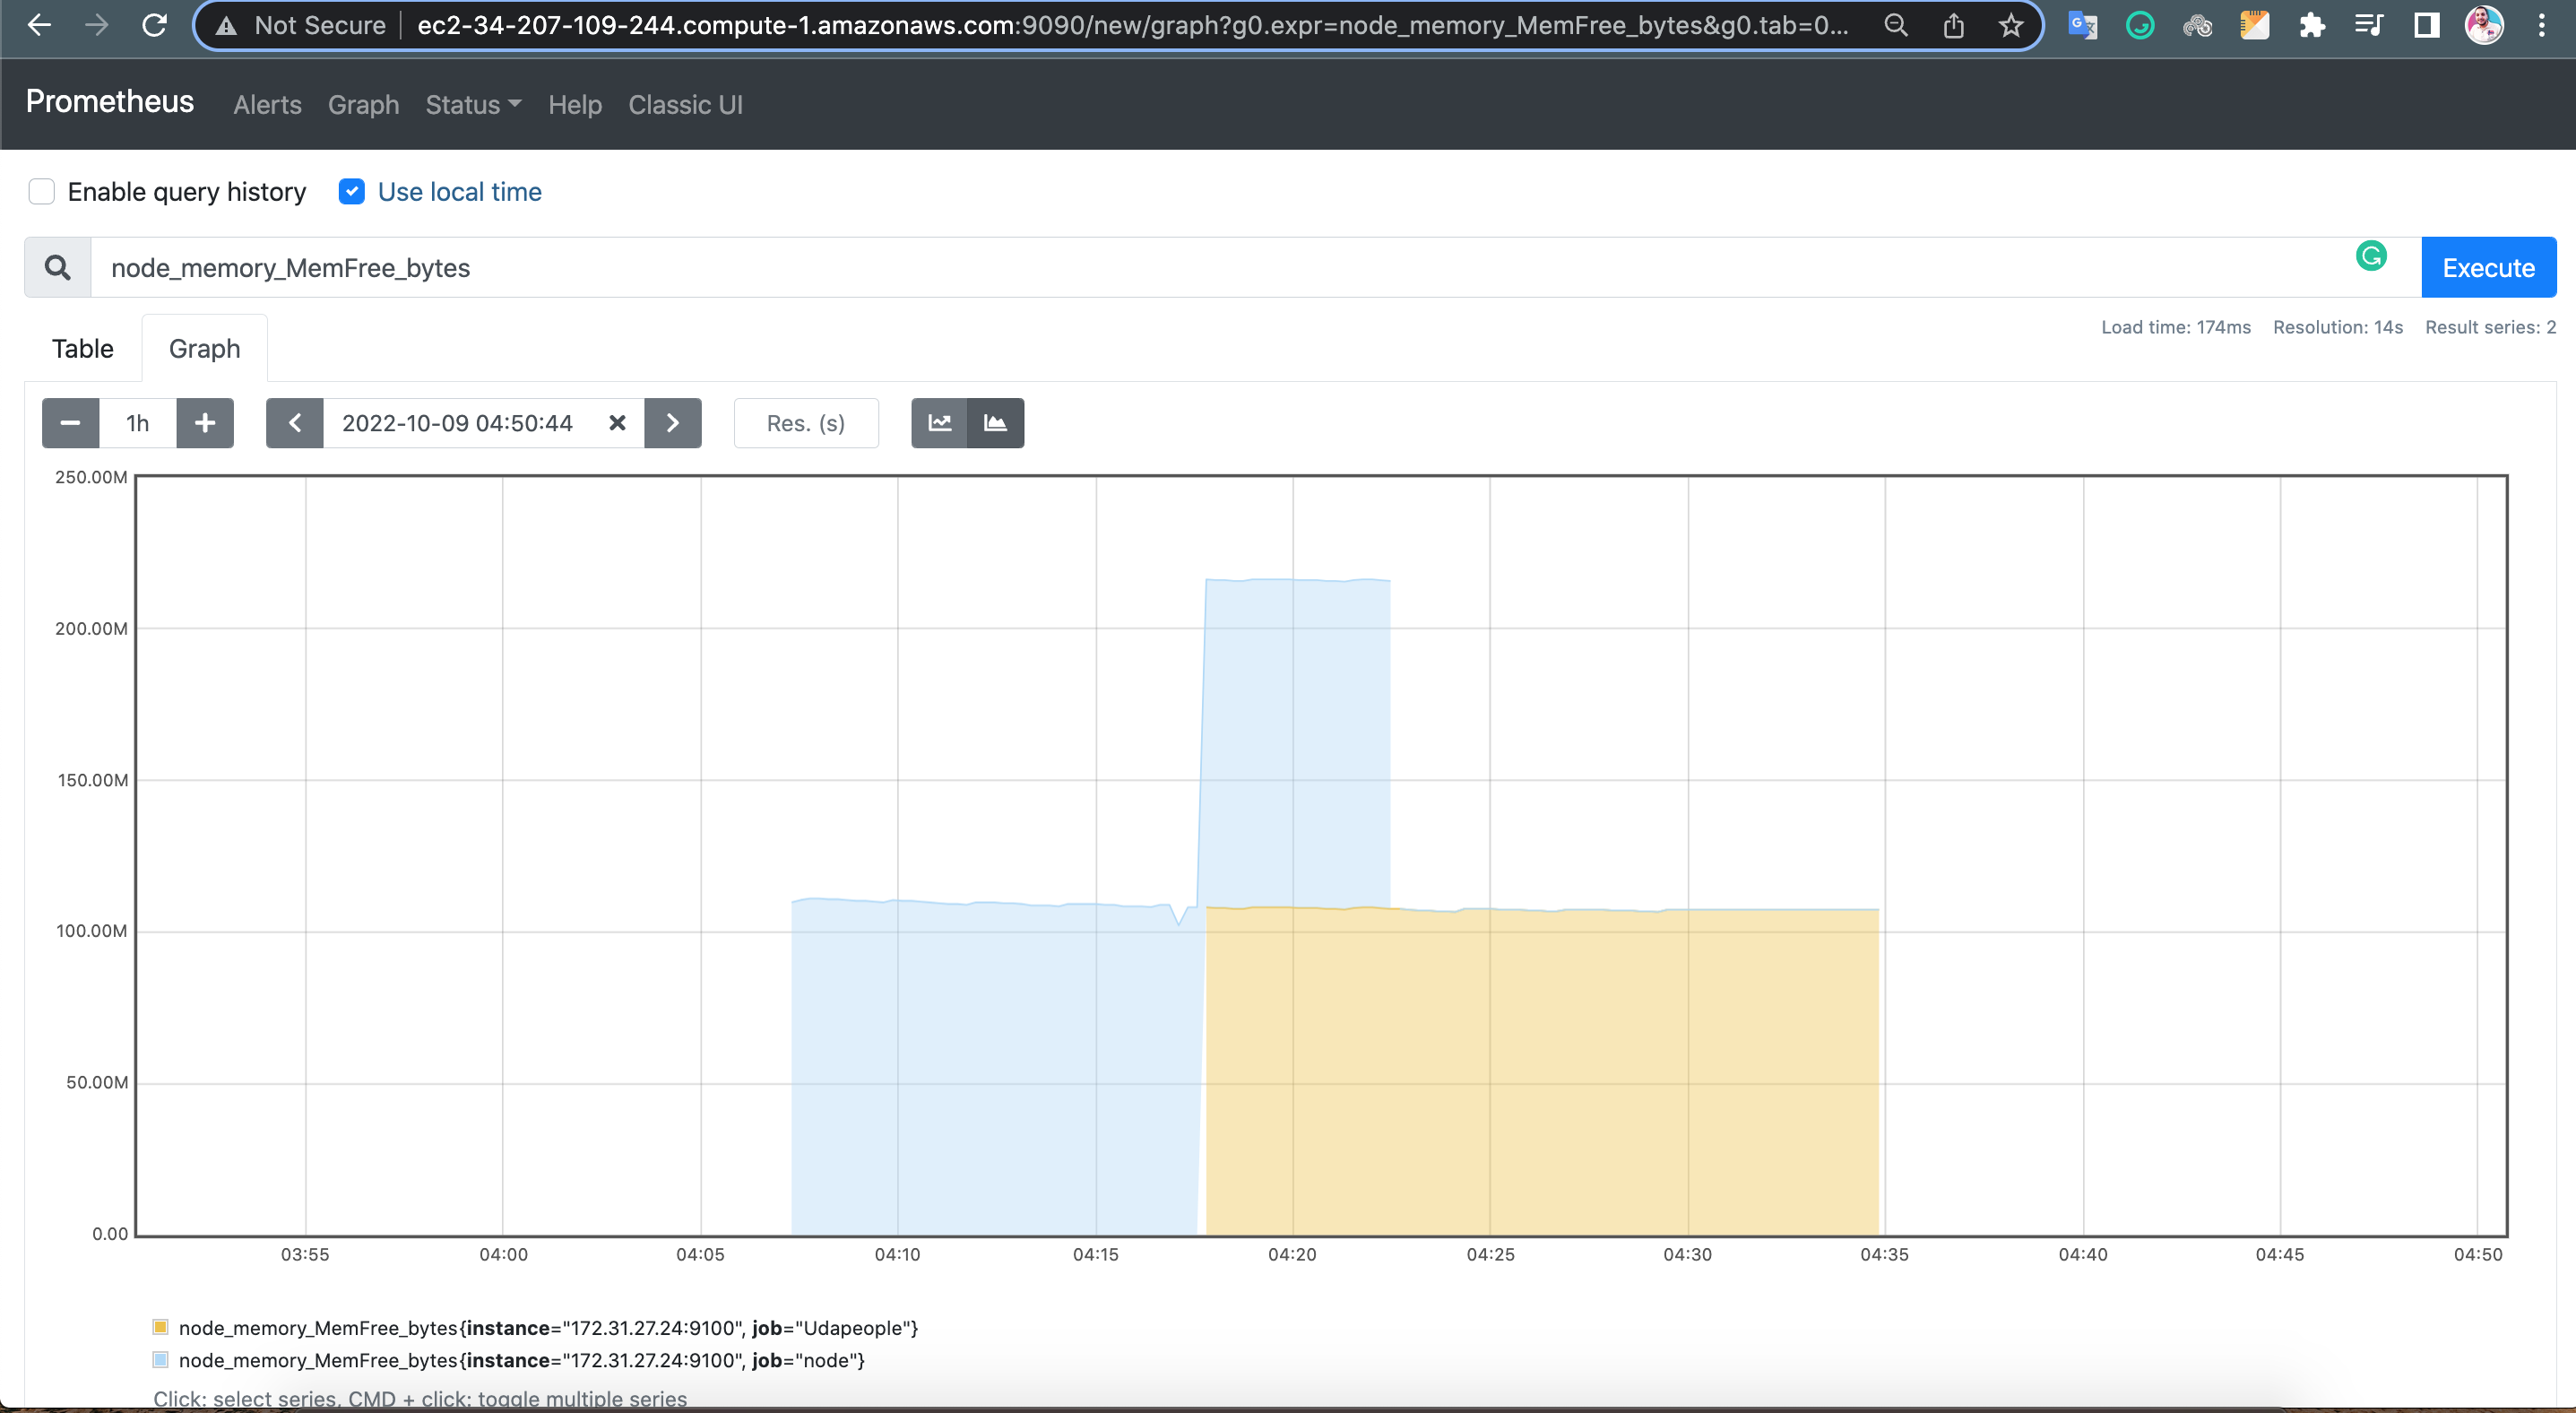 Not Secure ec2-34-207-109-244.compute-1.amazonaws.com:9090/new/graph?g0.expr=node_memory_MemFree_bytes&g0.tab=0...
Prometheus Alerts Graph Status Help Classic UI
Enable query history Use local time
node_memory_MemFree_bytes Execute
Table Graph Load time: 174ms Resolution: 14s Result series: 2
1h 2022-10-09 04:50:44 Res. (s)
250.00M
200.00M
150.00M
100.00M
50.00M
0.00
03:55 04:00 04:05 04:10 04:15 04:20 04:25 04:30 04:35 04:40 04:45 04:50
node_memory_MemFree_bytes{instance="172.31.27.24:9100", job="Udapeople"}
node_memory_MemFree_bytes{instance="172.31.27.24:9100", job="node"}
Click: select series, CMD + click: toggle multiple series